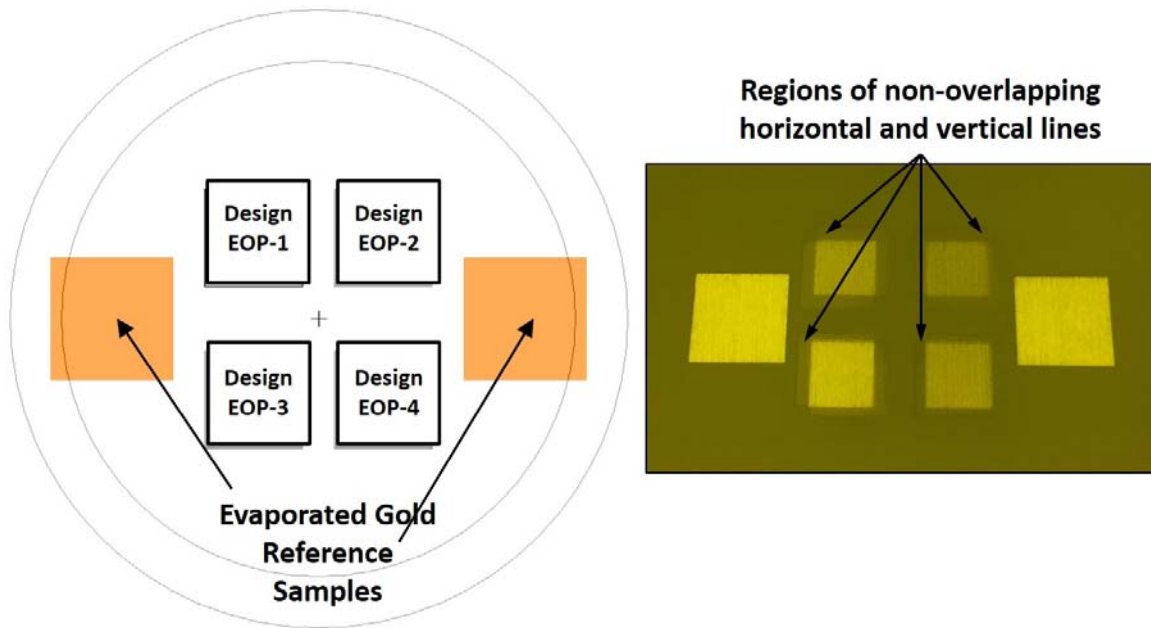 Regions of non-overlapping
horizontal and vertical lines
Design
EOP-1
Design
EOP-2
Design
EOP-3
Design
EOP-4
Evaporated Gold
Reference
Samples